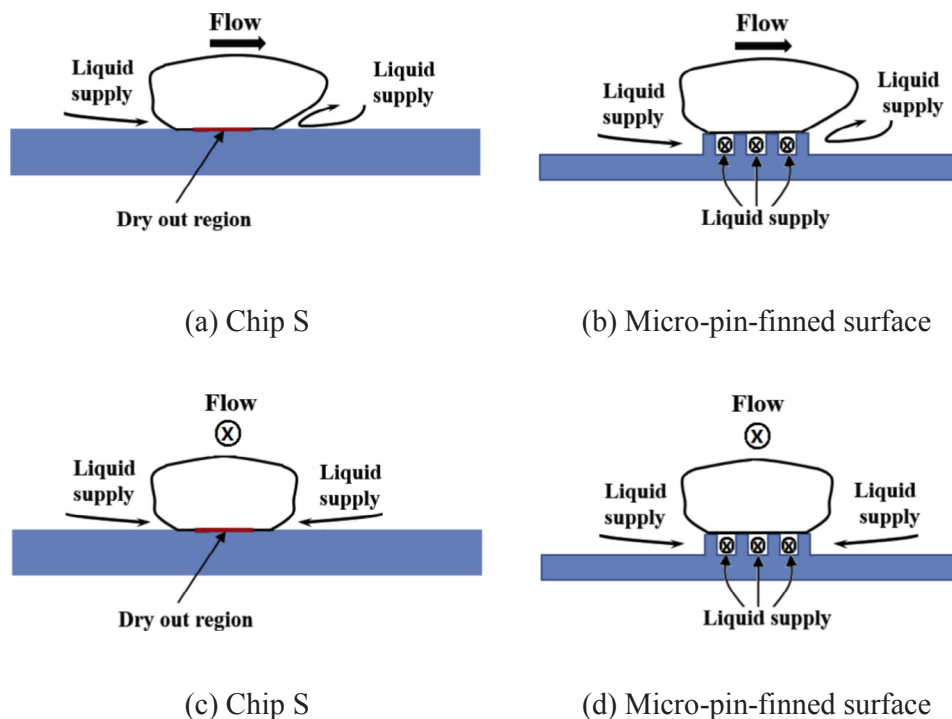 Flow
Liquid
supply
Liquid
supply
Dry out region
(a) Chip S
Flow
Liquid
supply
Liquid
supply
Liquid supply
(b) Micro-pin-finned surface
Flow
X
Liquid
supply
Liquid
supply
Dry out region
(c) Chip S
Flow
X
Liquid
supply
Liquid
supply
Liquid supply
(d) Micro-pin-finned surface